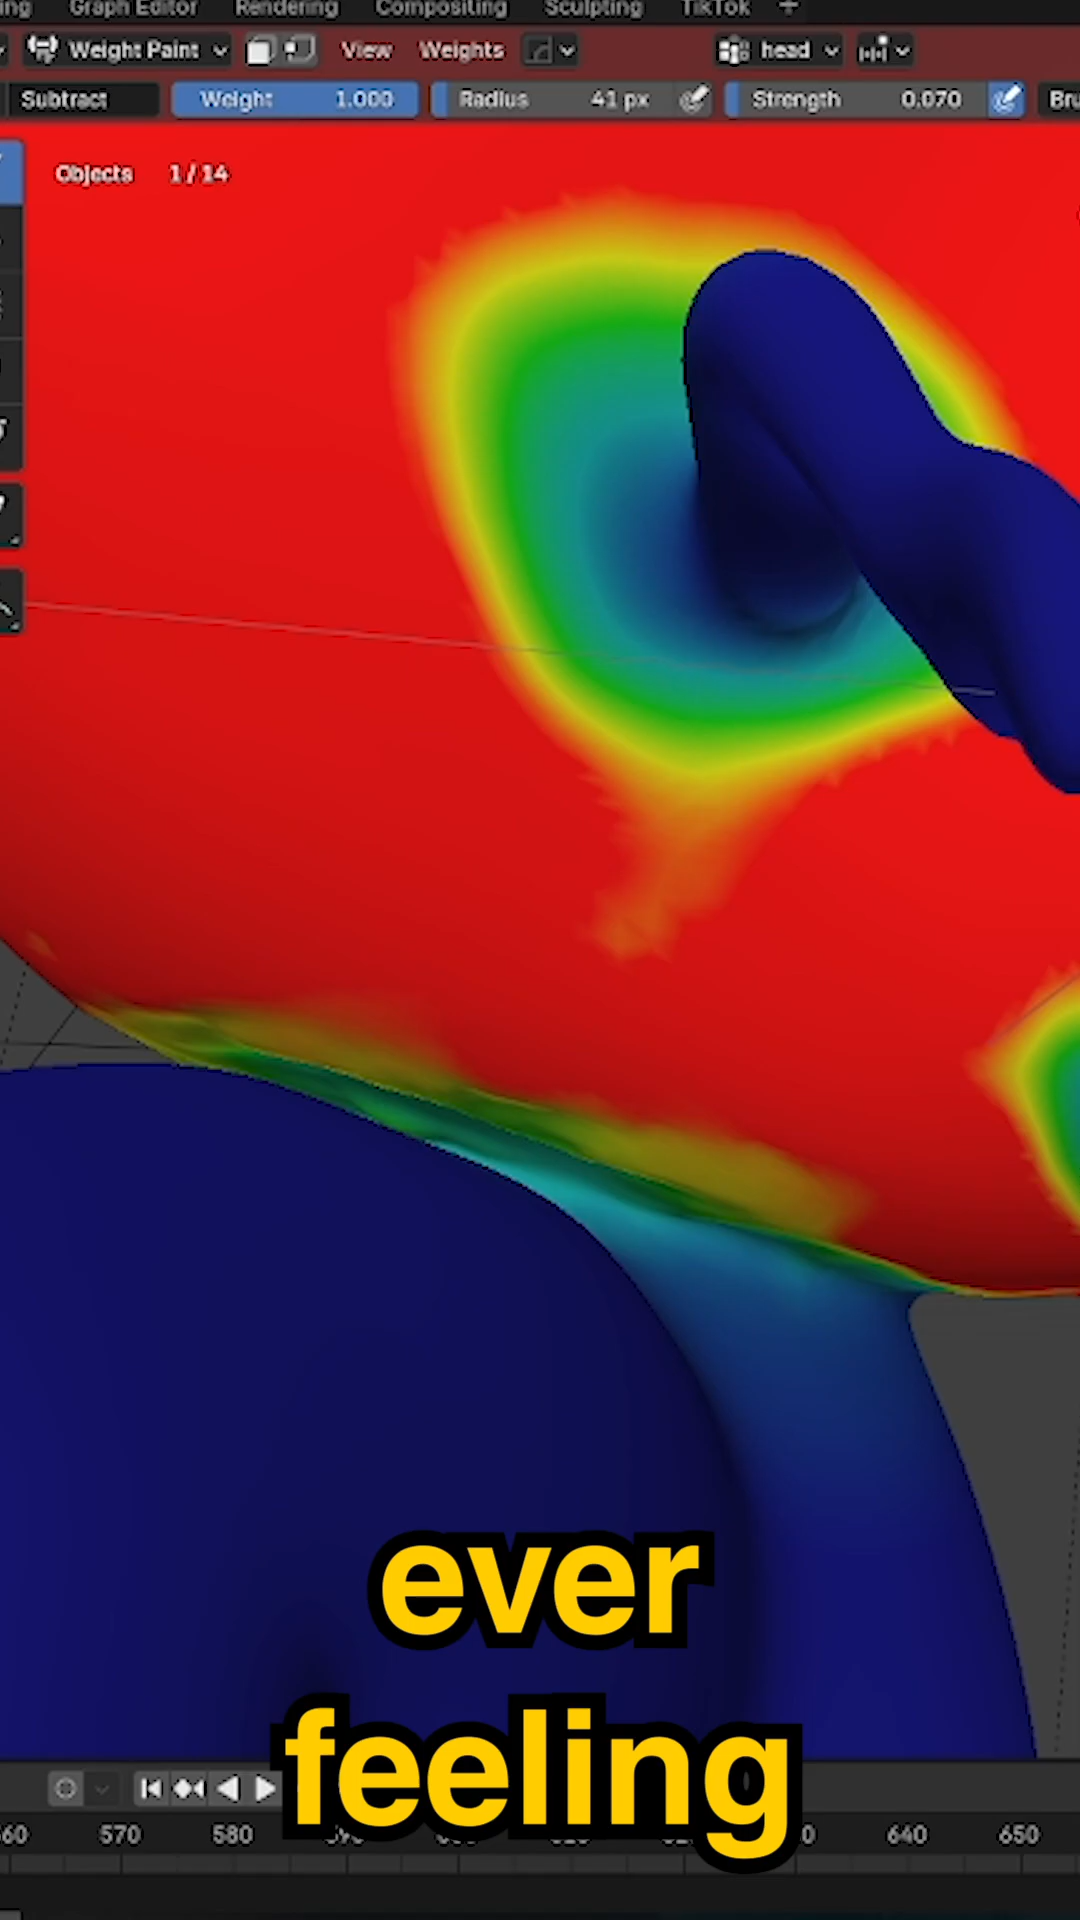 Graph Editor Rendering Compositing Sculpting TikTok +
Weight Paint View Weights head
Subtract Weight 1.000 Radius 41 px Strength 0.070
Objects 1 / 14
ever
feeling
570 580 640 650